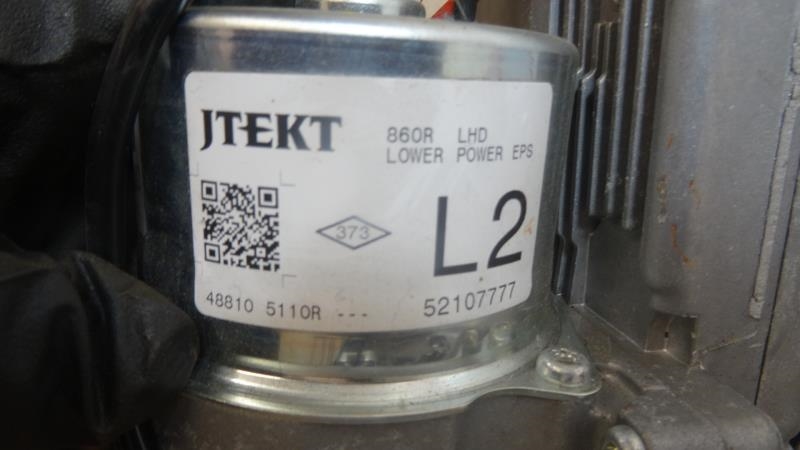 JTEKT
860R LHD
LOWER POWER EPS
373
L2
48810 5110R ---
52107777